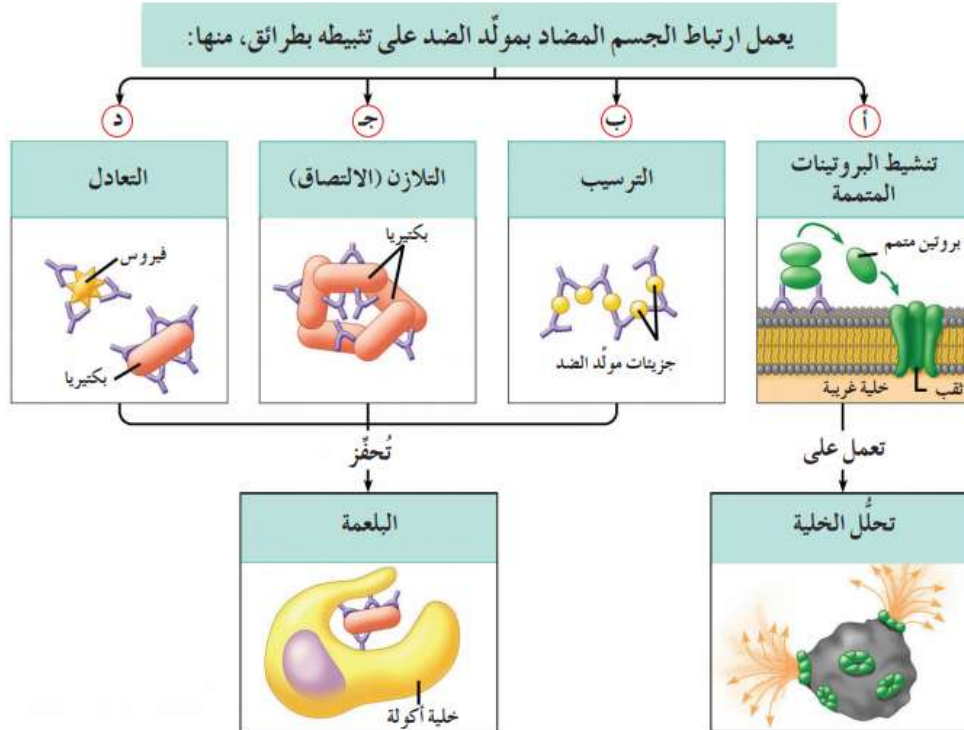 يعمل ارتباط الجسم المضاد بمولّد الضد على تثبيطه بطرائق، منها:
أ
ب
جـ
د
تنشيط البروتينات
المتممة
الترسيب
التلازن (الالتصاق)
التعادل
بروتين متمم
خلية غريبة
ثقب
جزيئات مولّد الضد
بكتيريا
فيروس
بكتيريا
تعمل على
تُحفِّز
تحلُّل الخلية
البلعمة
خلية أكولة